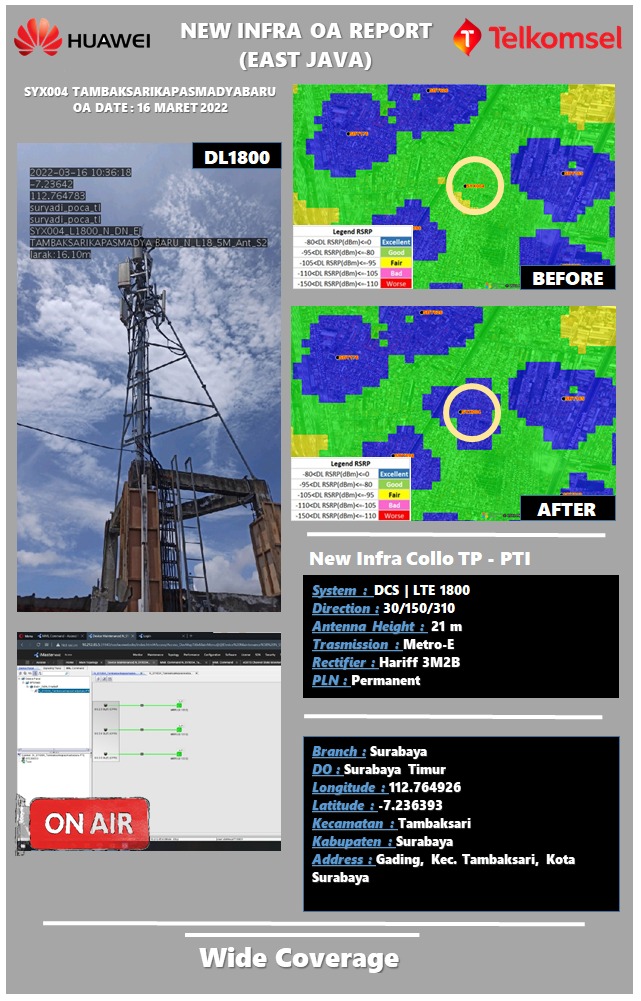 HUAWEI
NEW INFRA OA REPORT
(EAST JAVA)
Telkomsel
SYX004 TAMBAKSARIKAPASMADYABARU
OA DATE : 16 MARET 2022
DL1800
2022-03-16 10:36:18
-7.23642
112.764783
suryadi_poca_tl
suryadi_poca_tl
SYX004_L1800_N_DN_EJ
TAMBAKSARIKAPASMADYA_BARU_N_L18_5M_Ant_S2
Jarak:16.10m
Legend RSRP
-80<DL RSRP(dBm)<=0 Excellent
-95<DL RSRP(dBm)<=-80 Good
-105<DL RSRP(dBm)<=-95 Fair
-110<DL RSRP(dBm)<=-105 Bad
-150<DL RSRP(dBm)<=-110 Worse
BEFORE
Legend RSRP
-80<DL RSRP(dBm)<=0 Excellent
-95<DL RSRP(dBm)<=-80 Good
-105<DL RSRP(dBm)<=-95 Fair
-110<DL RSRP(dBm)<=-105 Bad
-150<DL RSRP(dBm)<=-110 Worse
AFTER
New Infra Collo TP - PTI
System : DCS | LTE 1800
Direction : 30/150/310
Antenna Height : 21 m
Trasmission : Metro-E
Rectifier : Hariff 3M2B
PLN : Permanent
ON AIR
Branch : Surabaya
DO : Surabaya Timur
Longitude : 112.764926
Latitude : -7.236393
Kecamatan : Tambaksari
Kabupaten : Surabaya
Address : Gading, Kec. Tambaksari, Kota
Surabaya
Wide Coverage